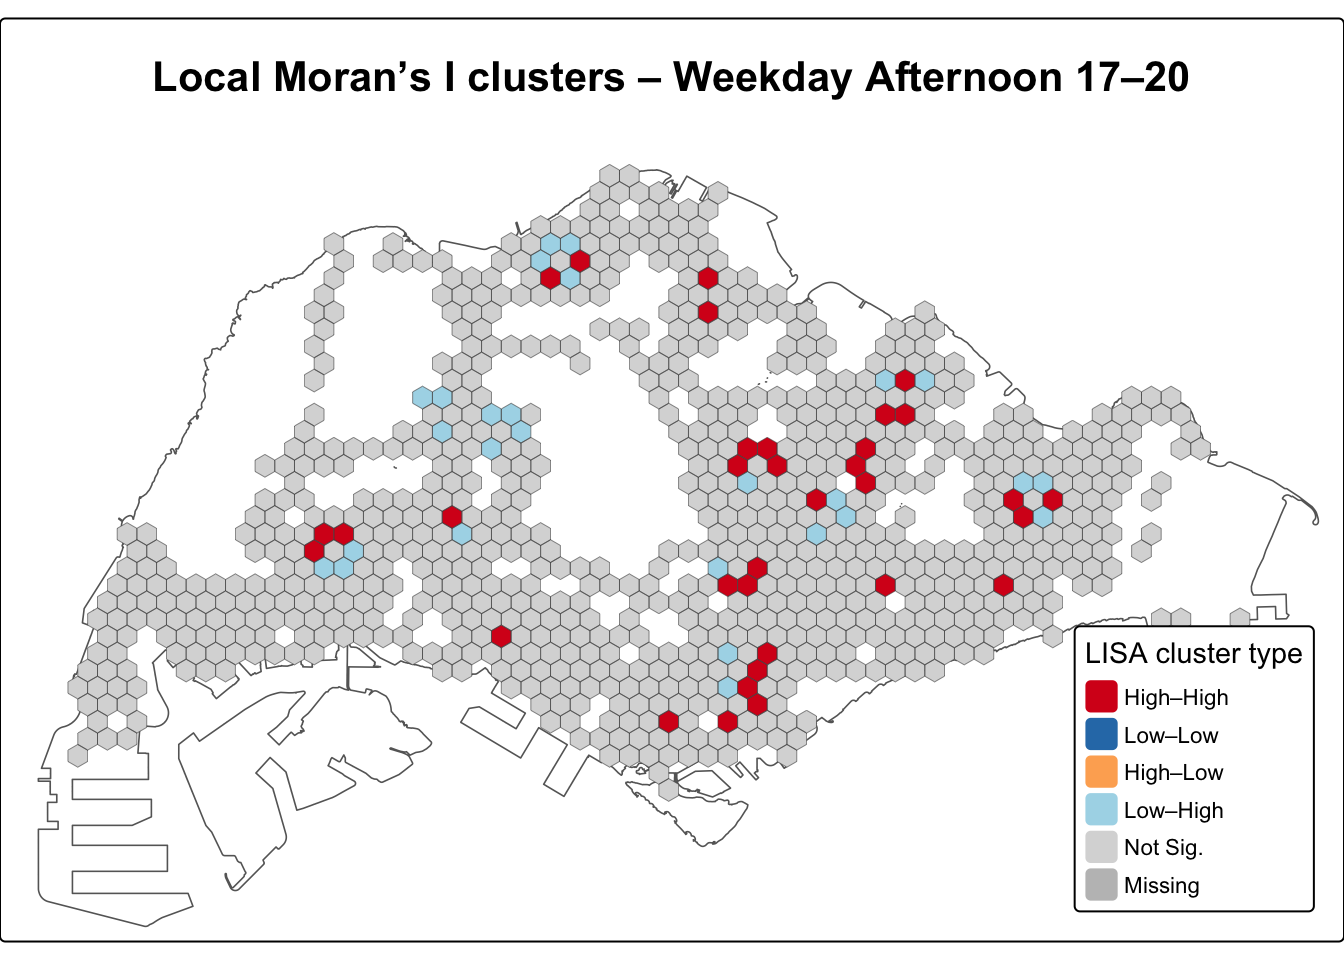 Local Moran’s I clusters – Weekday Afternoon 17–20
LISA cluster type
High–High
Low–Low
High–Low
Low–High
Not Sig.
Missing